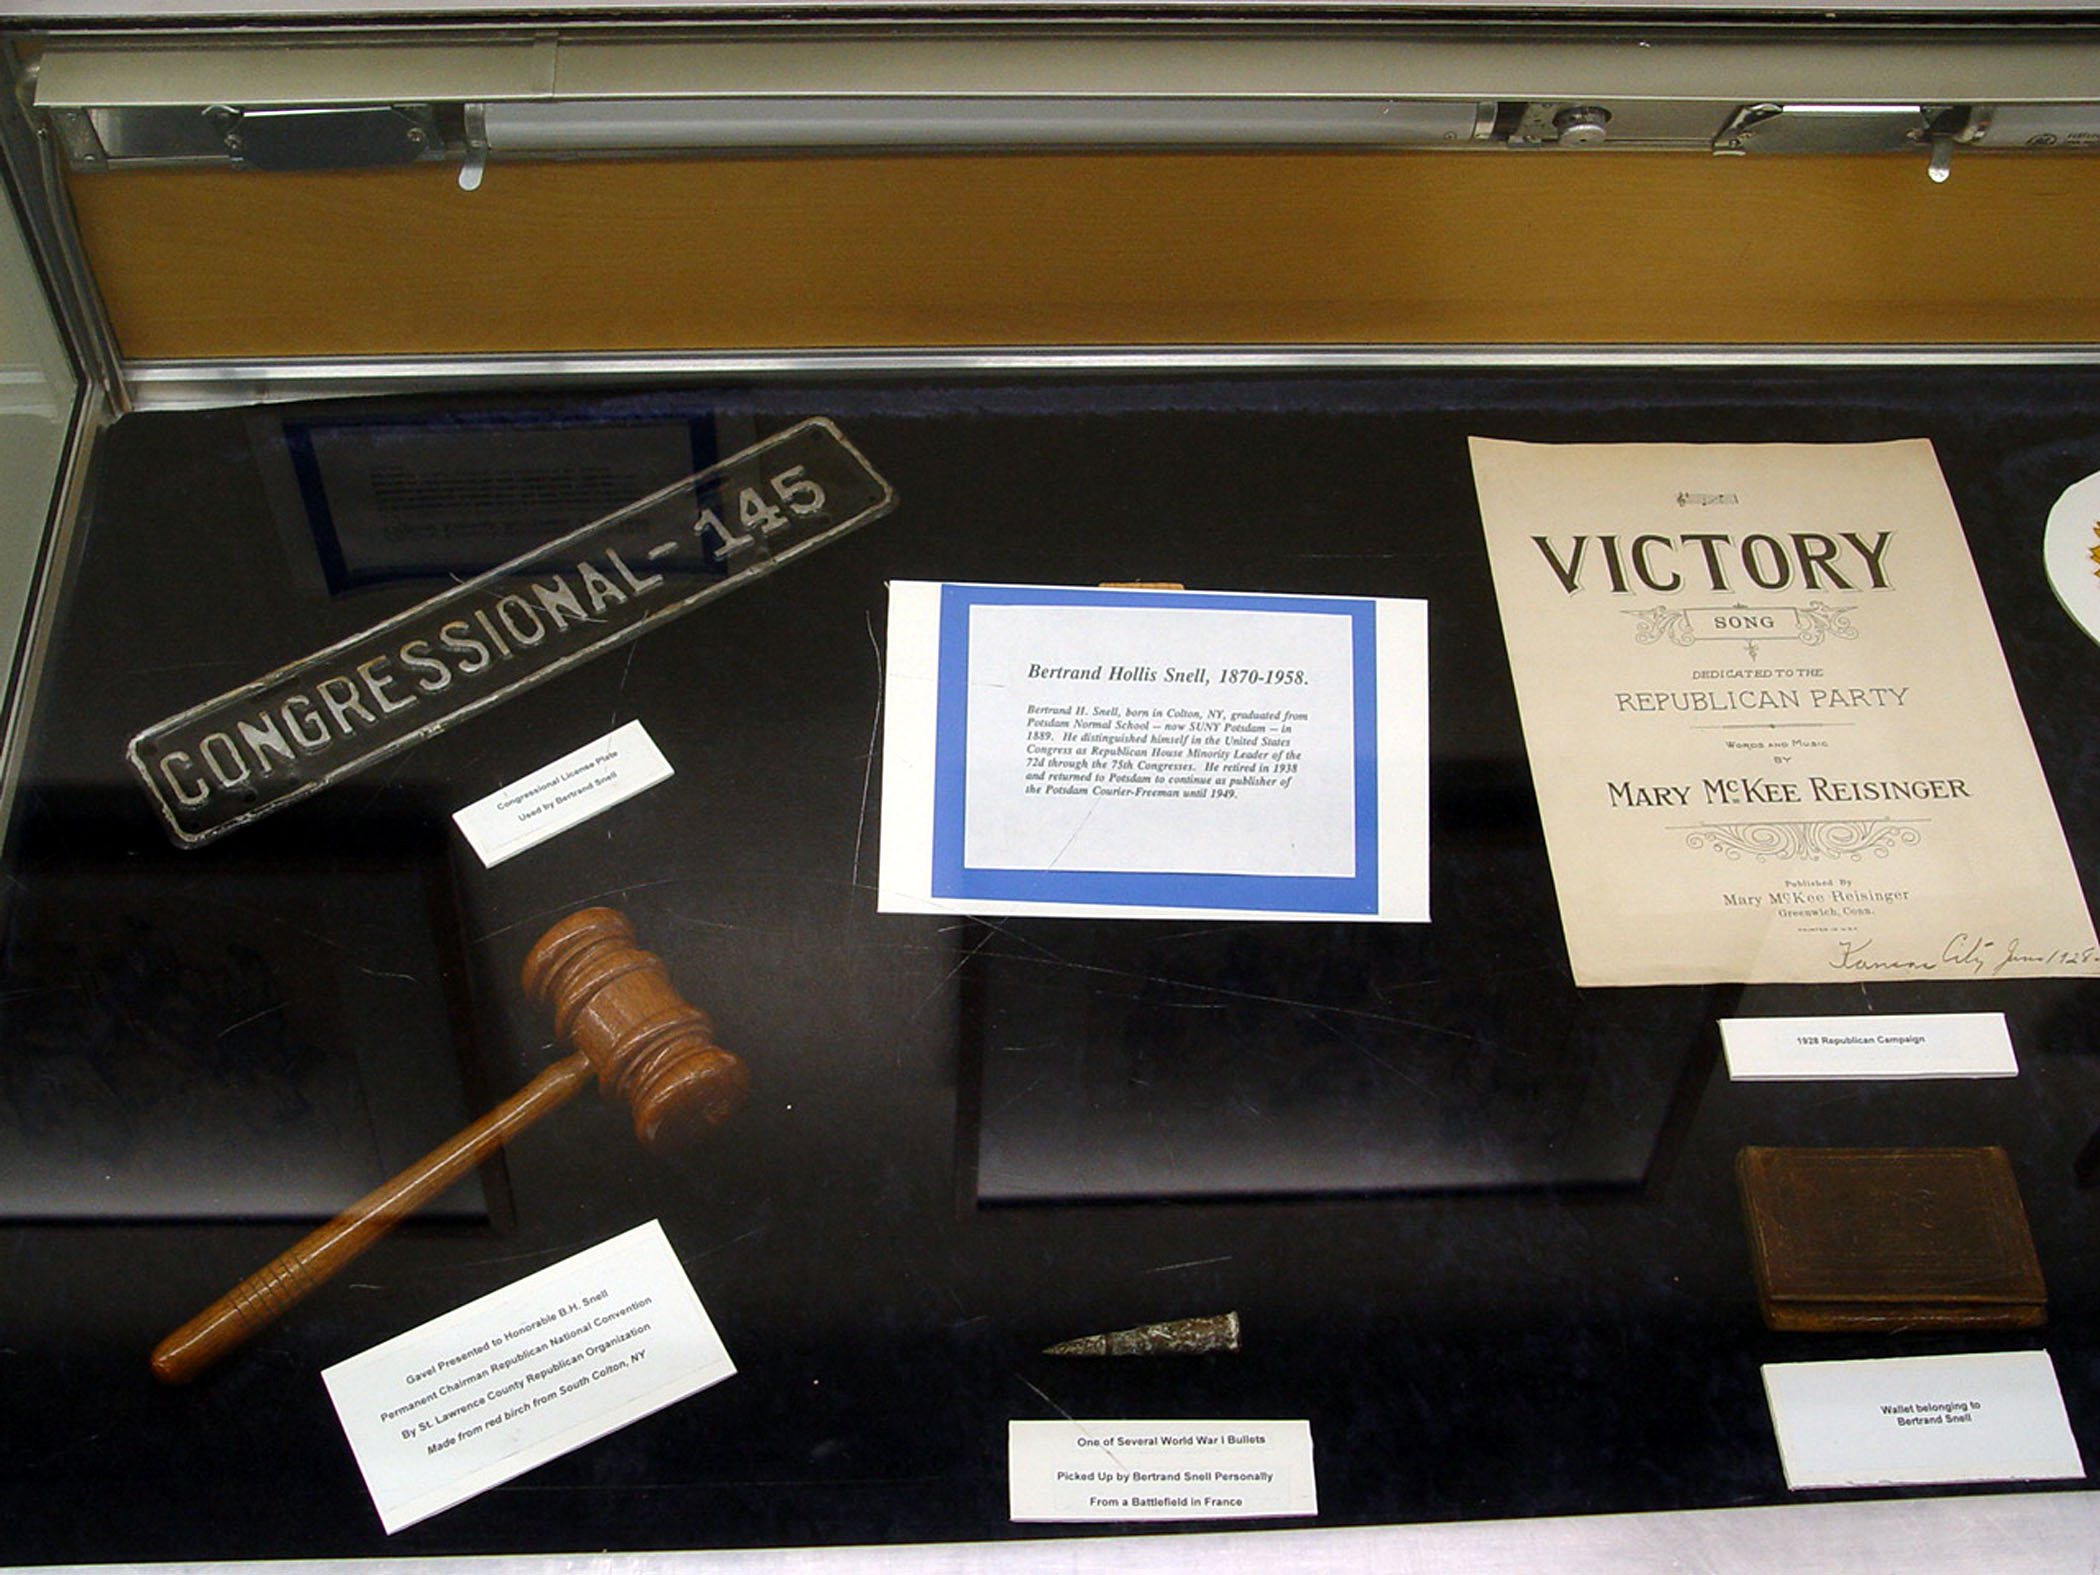 CONGRESSIONAL-145
Congressional License Plate
Used by Bertrand Snell
Bertrand Hollis Snell, 1870-1958.
Bertrand H. Snell, born in Colton, NY, graduated from
Potsdam Normal School -- now SUNY Potsdam -- in
1889. He distinguished himself in the United States
Congress as Republican House Minority Leader of the
72d through the 75th Congresses. He retired in 1938
and returned to Potsdam to continue as publisher of
the Potsdam Courier-Freeman until 1949.
VICTORY
SONG
DEDICATED TO THE
REPUBLICAN PARTY
WORDS AND MUSIC
BY
MARY McKEE REISINGER
Published By
Mary McKee Reisinger
Greenwich, Conn.
PRINTED IN U.S.A.
Kansas City June 1928-
1928 Republican Campaign
Gavel Presented to Honorable B.H. Snell
Permanent Chairman Republican National Convention
By St. Lawrence County Republican Organization
Made from red birch from South Colton, NY
One of Several World War I Bullets
Picked Up by Bertrand Snell Personally
From a Battlefield in France
Wallet belonging to
Bertrand Snell